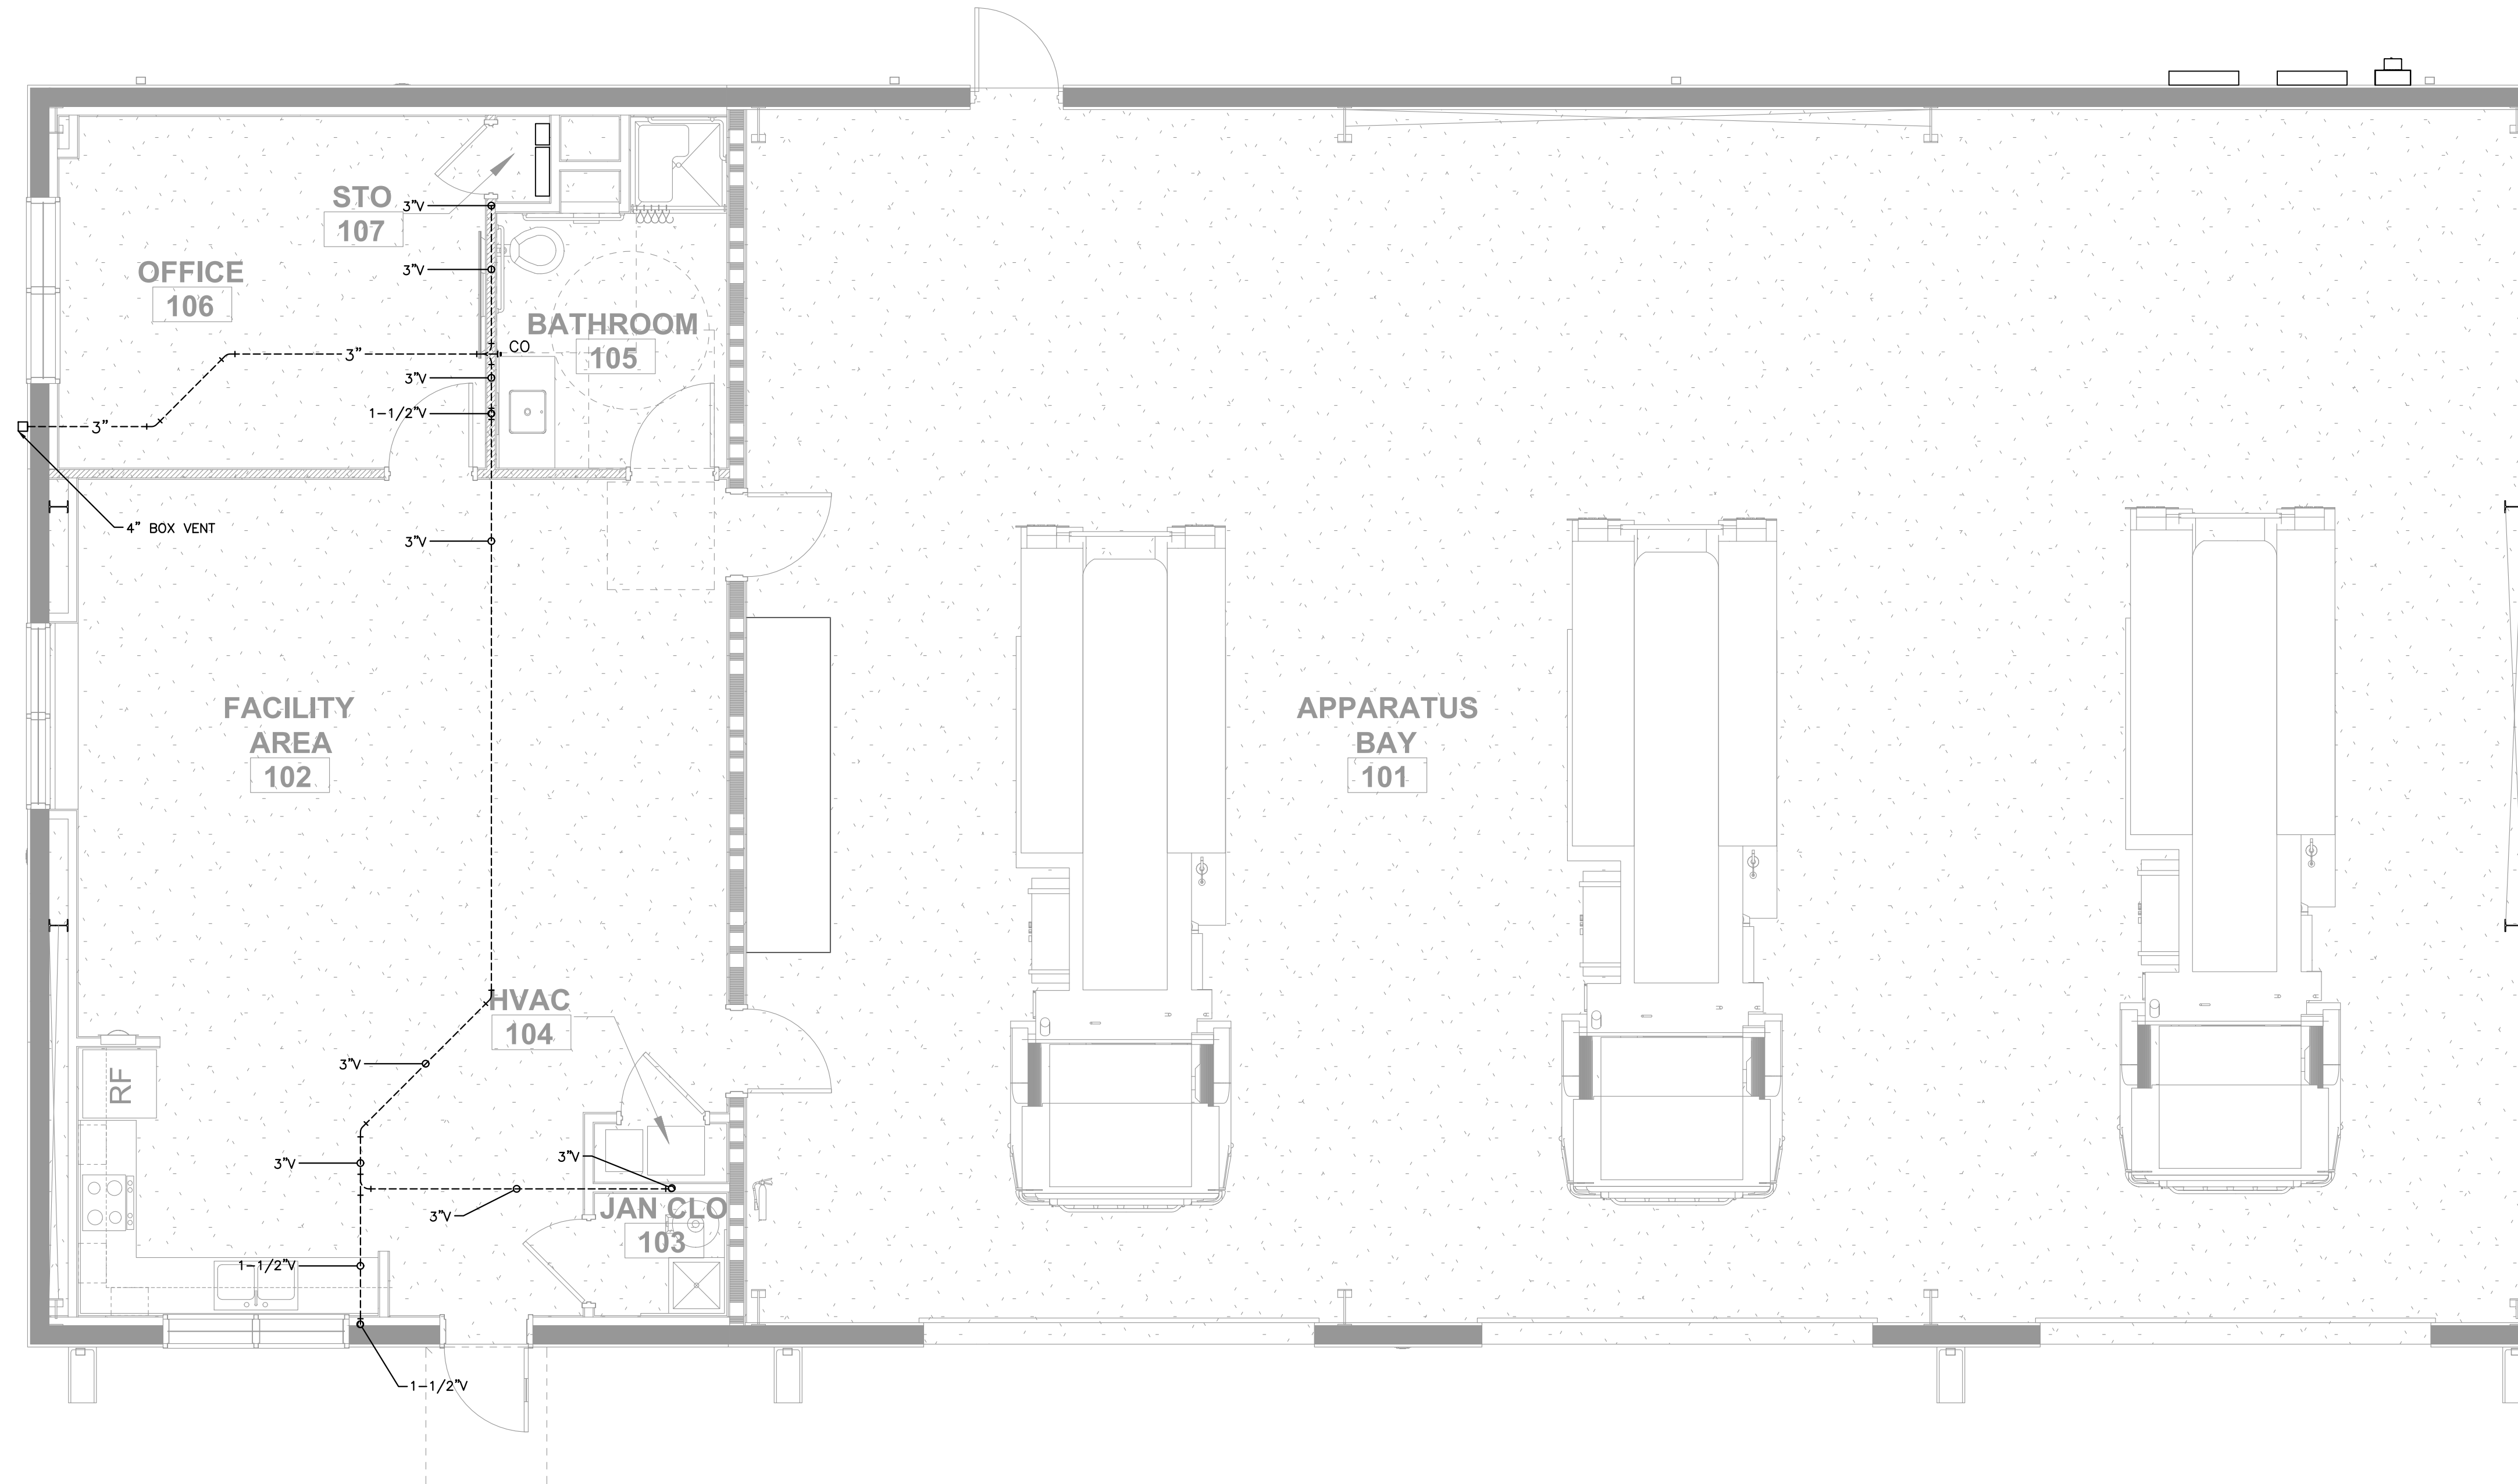 STO
107
3"V
OFFICE
106
3"V
BATHROOM
105
CO
3"
3"V
1-1/2"V
3"
4" BOX VENT
3"V
FACILITY
AREA
102
APPARATUS
BAY
101
HVAC
104
3"V
RF
3"V
3"V
3"V
JAN CLO
103
1-1/2"V
1-1/2"V